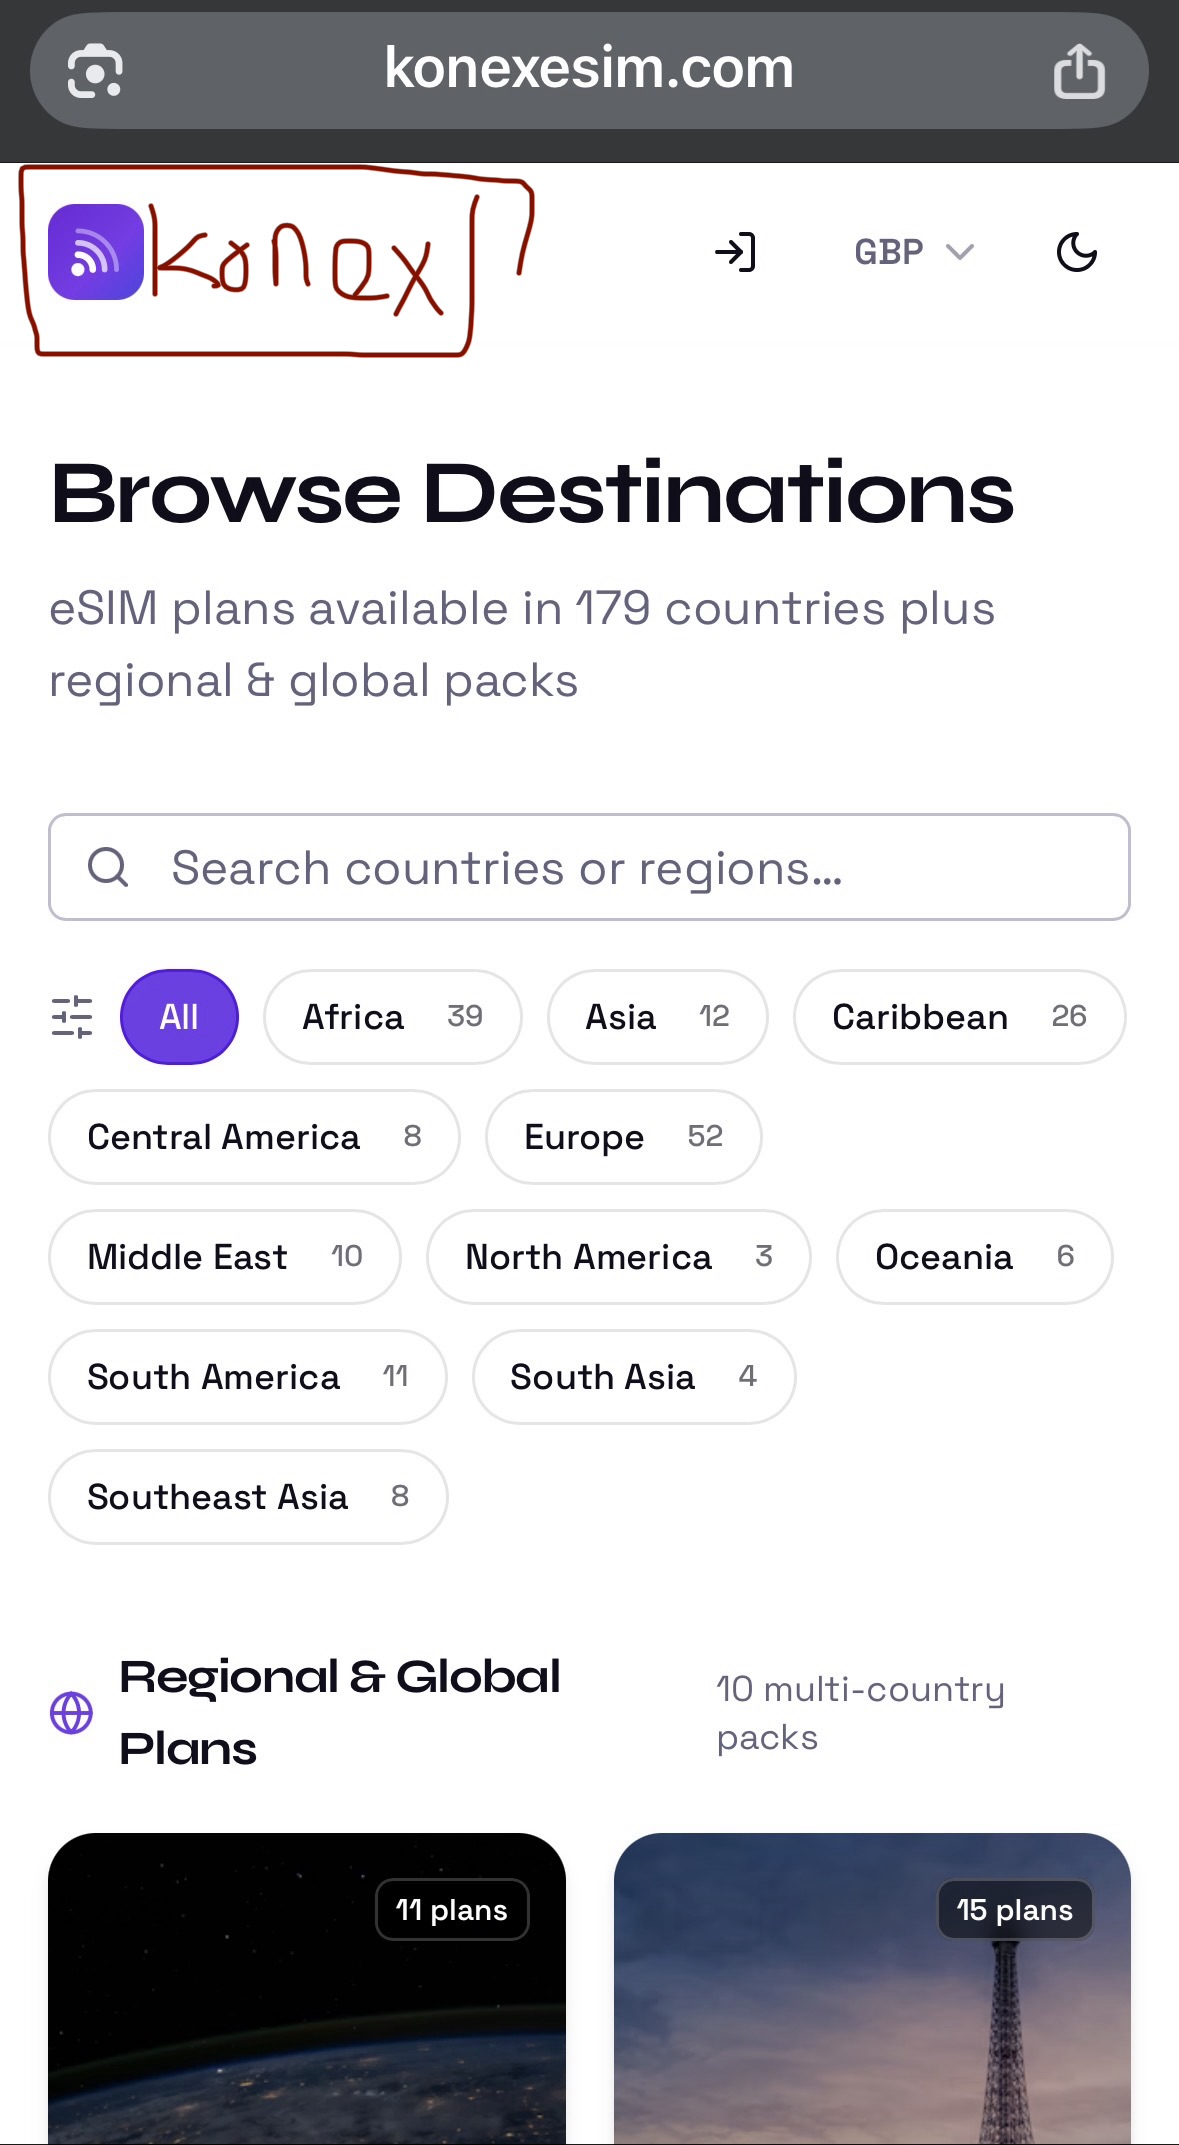 konexesim.com
konex
GBP
Browse Destinations
eSIM plans available in 179 countries plus
regional & global packs
Search countries or regions...
All Africa 39 Asia 12 Caribbean 26
Central America 8 Europe 52
Middle East 10 North America 3 Oceania 6
South America 11 South Asia 4
Southeast Asia 8
Regional & Global
Plans
10 multi-country
packs
11 plans
15 plans